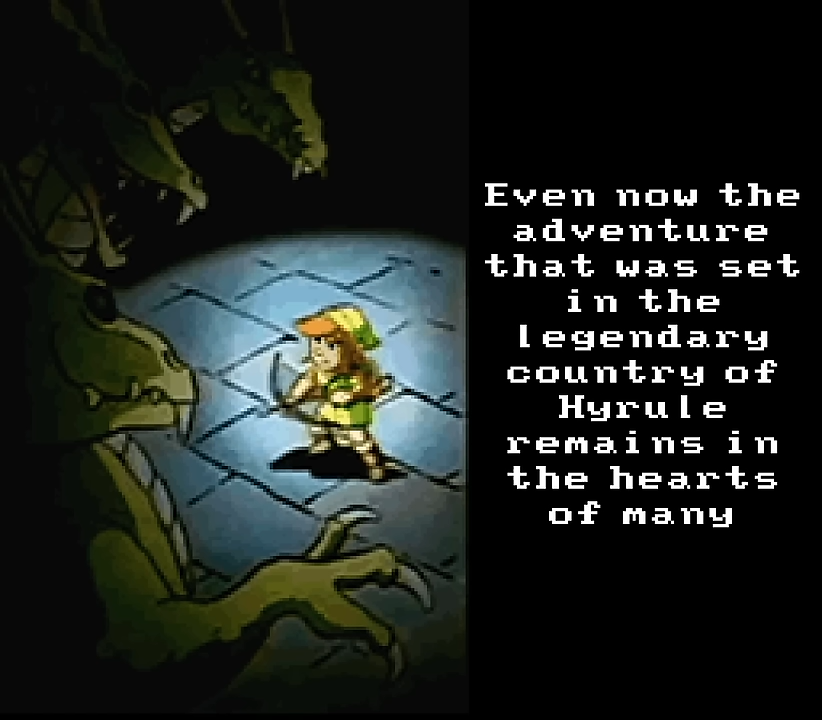 Even now the
adventure
that was set
in the
legendary
country of
Hyrule
remains in
the hearts
of many